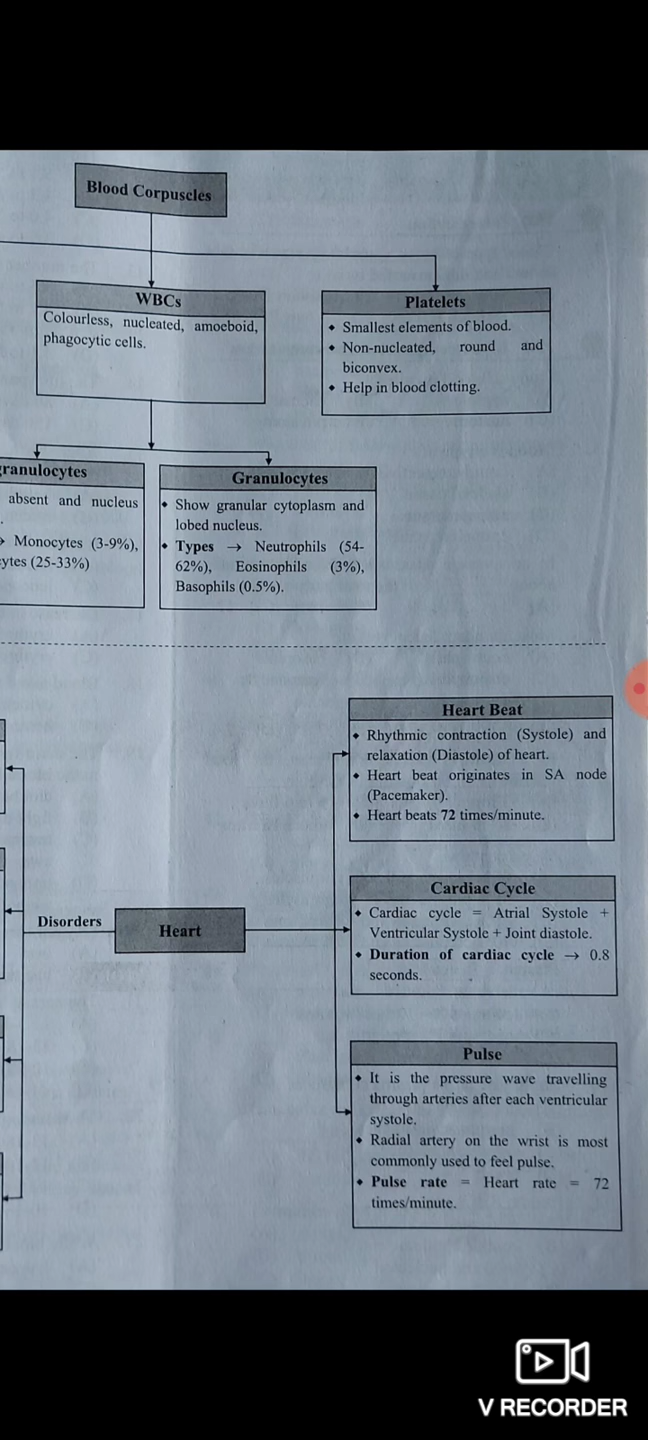 Blood Corpuscles
WBCs
Colourless, nucleated, amoeboid,
phagocytic cells.
Platelets
◆ Smallest elements of blood.
◆ Non-nucleated, round and
biconvex.
◆ Help in blood clotting.
granulocytes
absent and nucleus
.
→ Monocytes (3-9%),
ytes (25-33%)
Granulocytes
◆ Show granular cytoplasm and
lobed nucleus.
◆ Types → Neutrophils (54-
62%), Eosinophils (3%),
Basophils (0.5%).
Heart Beat
◆ Rhythmic contraction (Systole) and
relaxation (Diastole) of heart.
◆ Heart beat originates in SA node
(Pacemaker).
◆ Heart beats 72 times/minute.
Disorders
Heart
Cardiac Cycle
◆ Cardiac cycle = Atrial Systole +
Ventricular Systole + Joint diastole.
◆ Duration of cardiac cycle → 0.8
seconds.
Pulse
◆ It is the pressure wave travelling
through arteries after each ventricular
systole.
◆ Radial artery on the wrist is most
commonly used to feel pulse.
◆ Pulse rate = Heart rate = 72
times/minute.
V RECORDER